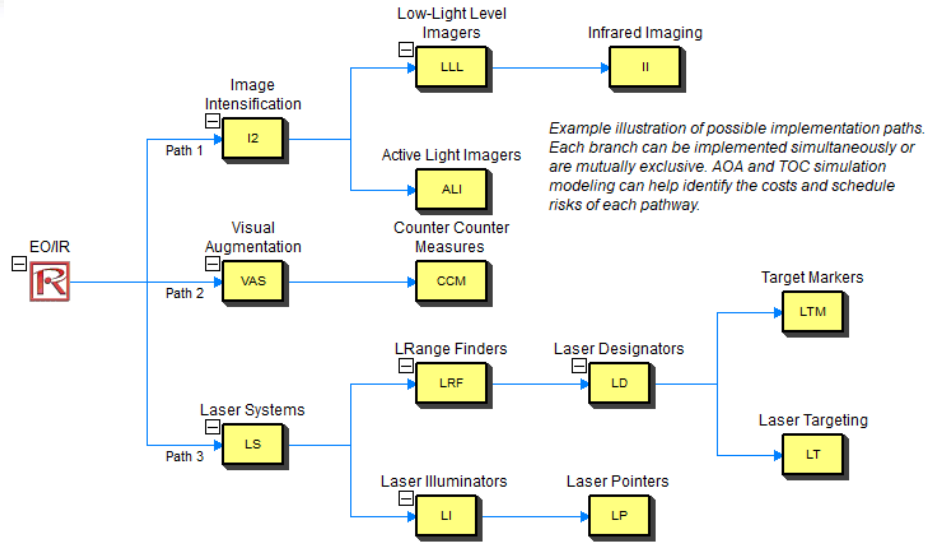 Low-Light Level
Imagers
LLL
Infrared Imaging
II
Image
Intensification
I2
Path 1
Active Light Imagers
ALI
Example illustration of possible implementation paths.
Each branch can be implemented simultaneously or
are mutually exclusive. AOA and TOC simulation
modeling can help identify the costs and schedule
risks of each pathway.
EO/IR
R
Visual
Augmentation
VAS
Path 2
Counter Counter
Measures
CCM
Laser Systems
LS
Path 3
LRange Finders
LRF
Laser Designators
LD
Target Markers
LTM
Laser Targeting
LT
Laser Illuminators
LI
Laser Pointers
LP